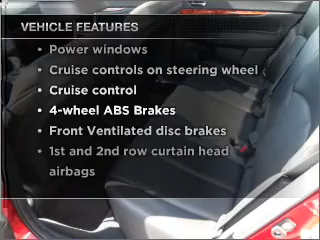 VEHICLE FEATURES
• Power windows
• Cruise controls on steering wheel
• Cruise control
• 4-wheel ABS Brakes
• Front Ventilated disc brakes
• 1st and 2nd row curtain head
airbags